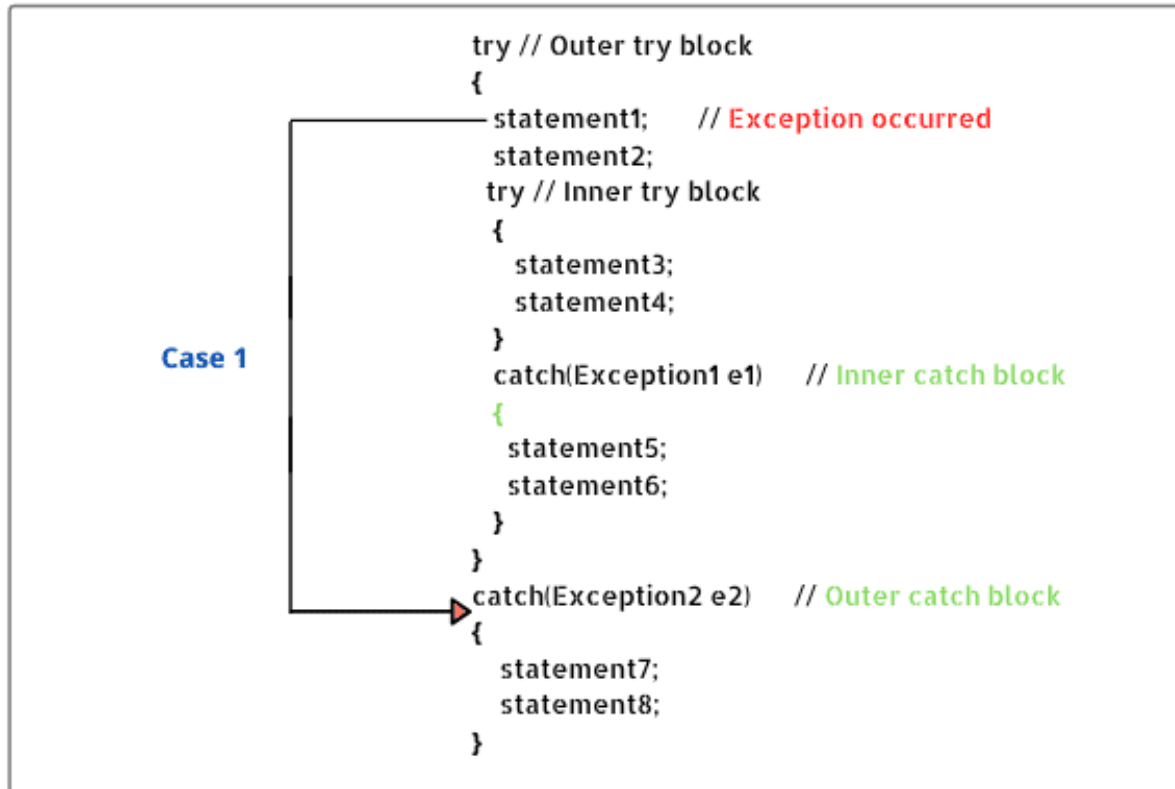 try // Outer try block
{
statement1; // Exception occurred
statement2;
try // Inner try block
{
statement3;
statement4;
}
Case 1
catch(Exception1 e1) // Inner catch block
{
statement5;
statement6;
}
}
catch(Exception2 e2) // Outer catch block
{
statement7;
statement8;
}